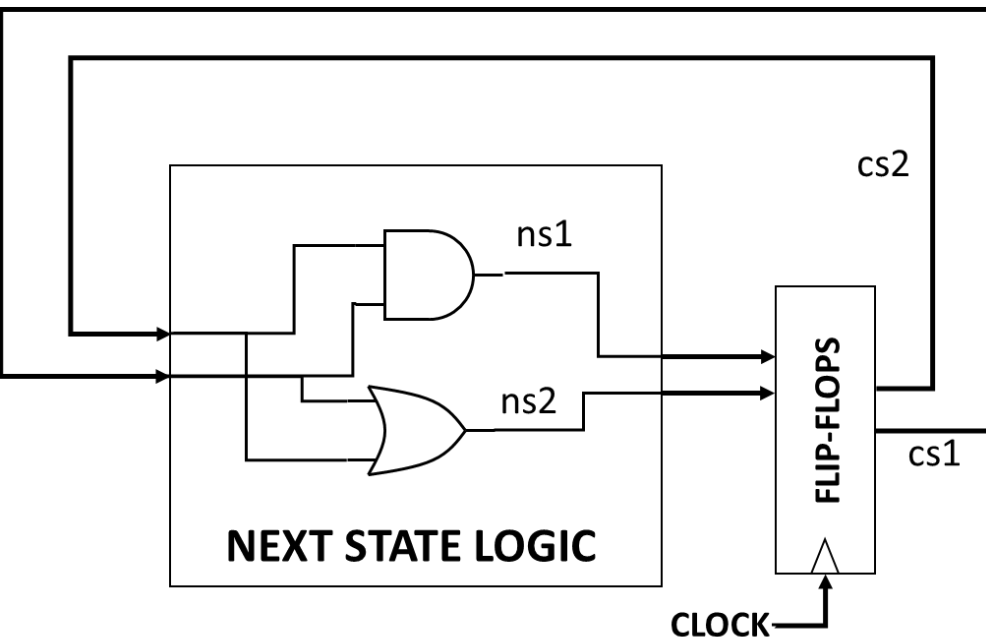 cs2
ns1
ns2
FLIP-FLOPS
cs1
NEXT STATE LOGIC
CLOCK